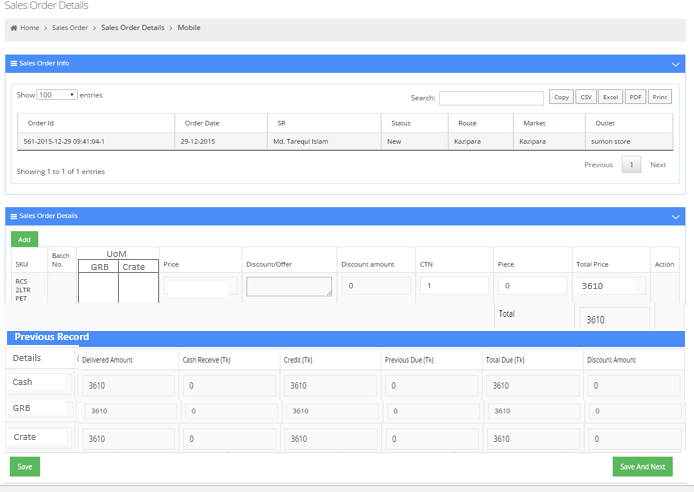 Sales Order Details
Home > Sales Order > Sales Order Details > Mobile
Sales Order Info
Show 100 entries Search: Copy CSV Excel PDF Print
Order Id Order Date SR Status Route Market Outlet
561-2015-12-29 09:41:04-1 29-12-2015 Md. Tarequl Islam New Kazipara Kazipara sumon store
Previous 1 Next
Showing 1 to 1 of 1 entries
Sales Order Details
Add
SKU Batch No. UoM GRB Crate Price Discount/Offer Discount amount CTN Piece Total Price Action
RCS 2LTR PET 0 1 0 3610
Total 3610
Previous Record
Details Delivered Amount Cash Receive (Tk) Credit (Tk) Previous Due (Tk) Total Due (Tk) Discount Amount
Cash 3610 0 3610 0 3610 0
GRB 3610 0 3610 0 3610 0
Crate 3610 0 3610 0 3610 0
Save Save And Next